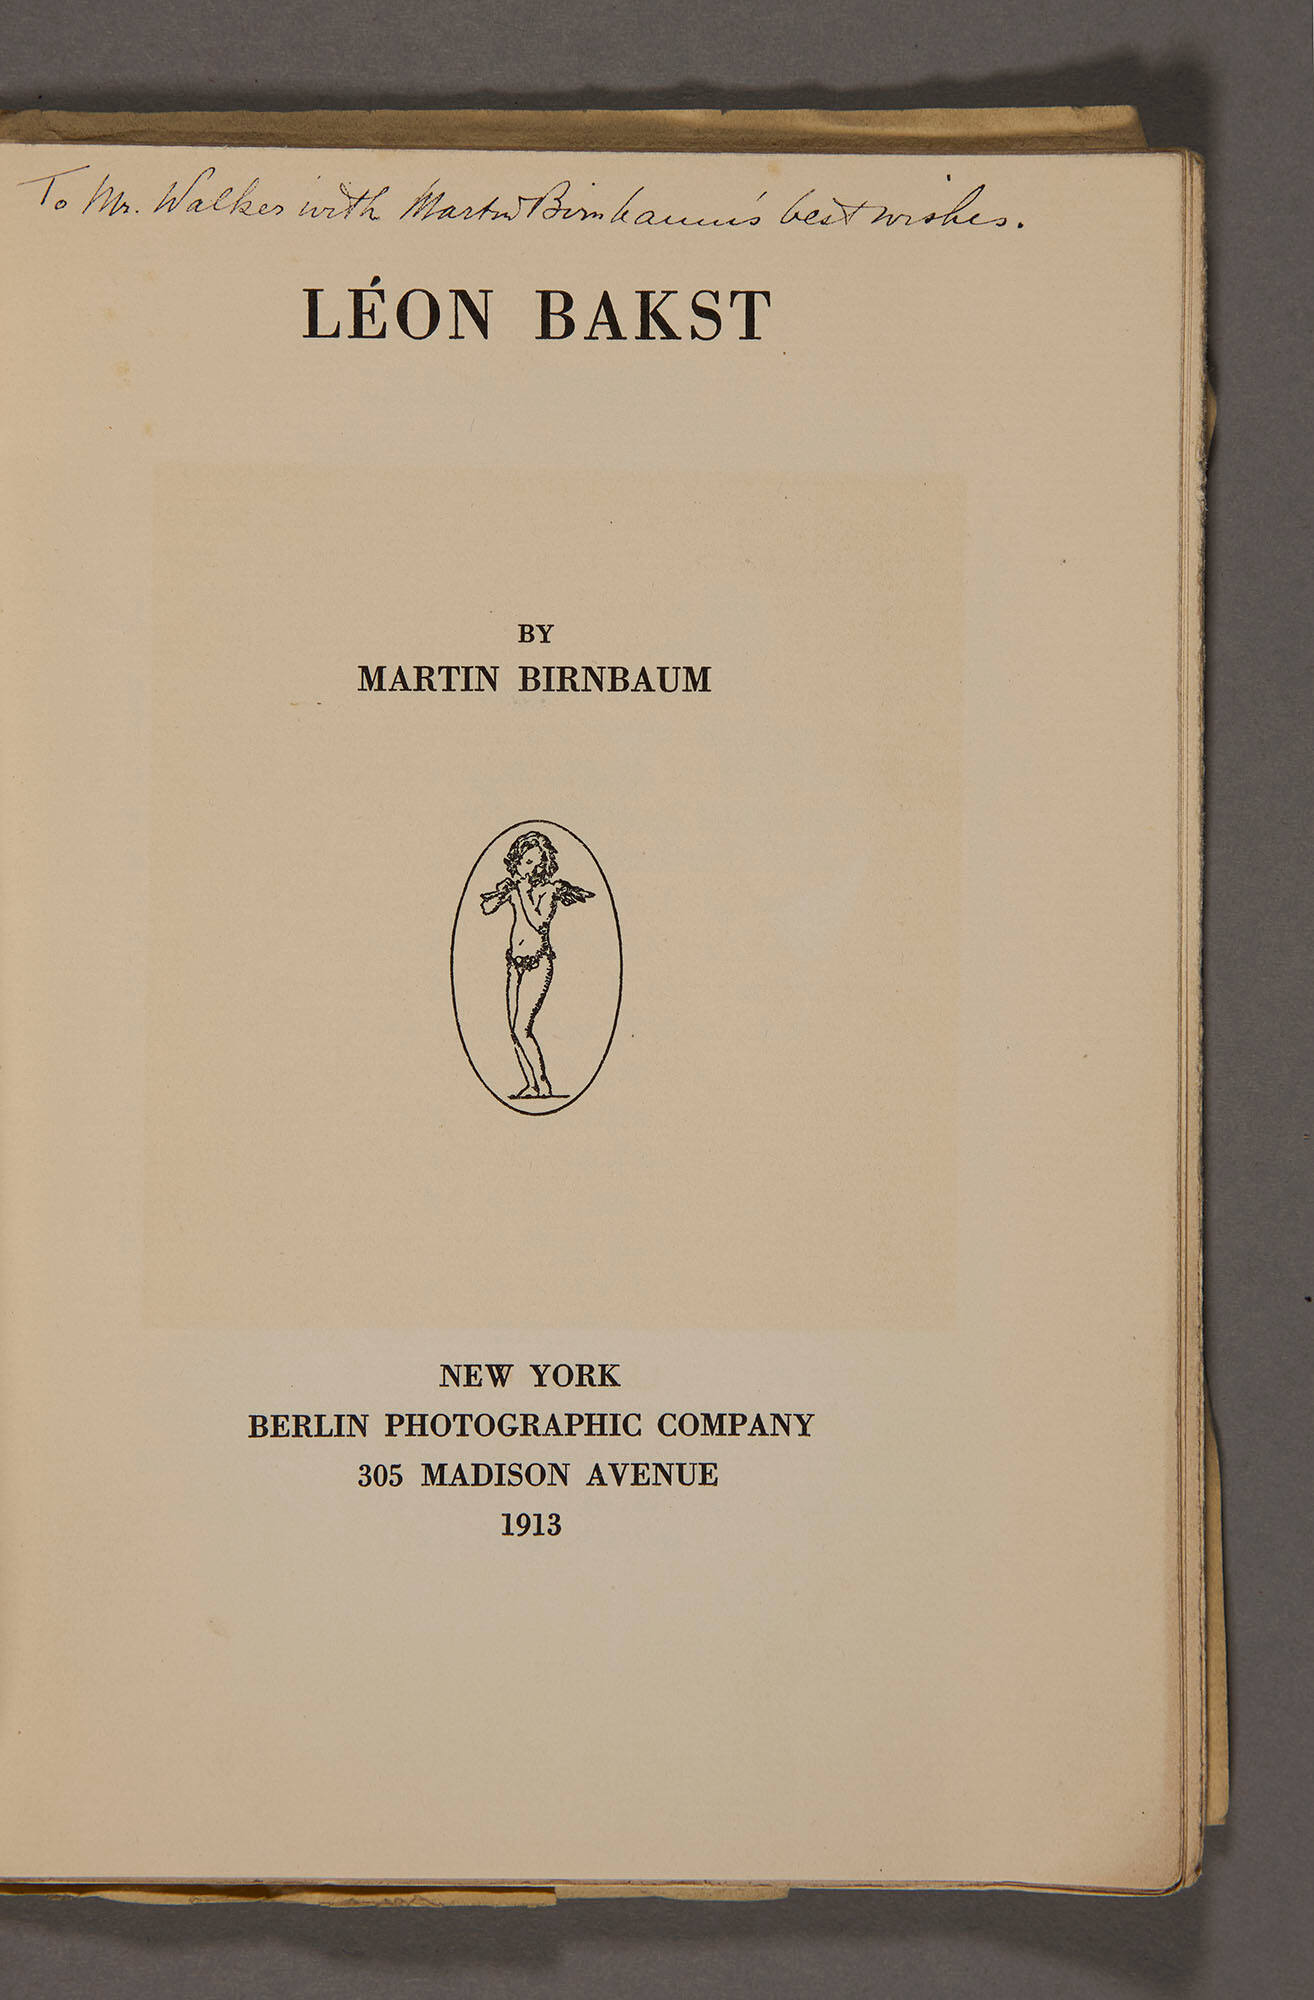 To Mr. Walker with Martin Birnbaum's best wishes.
LÉON BAKST
BY
MARTIN BIRNBAUM
NEW YORK
BERLIN PHOTOGRAPHIC COMPANY
305 MADISON AVENUE
1913